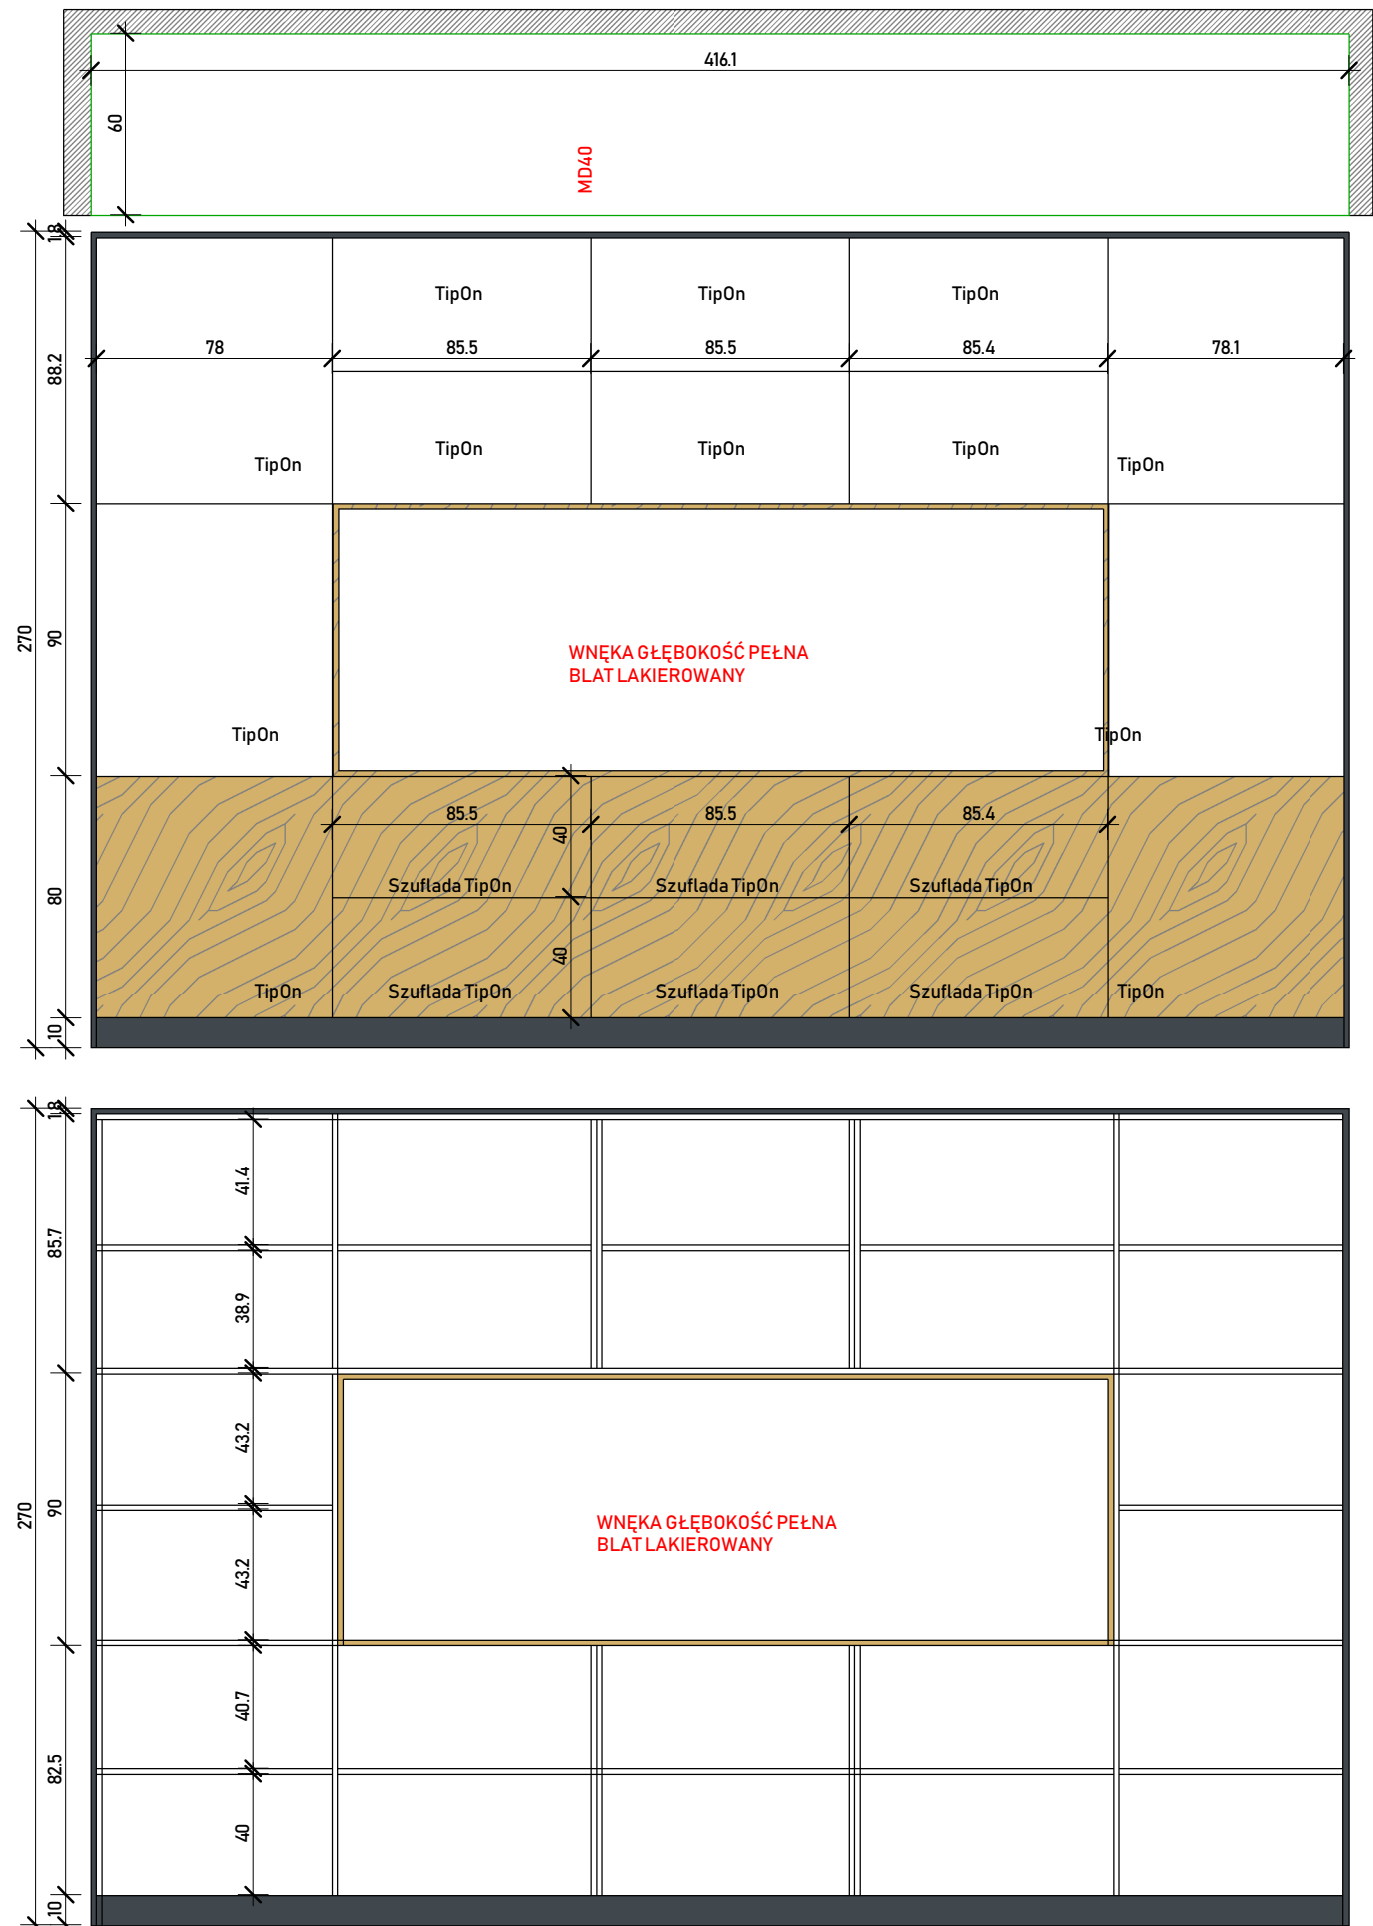 416.1
60
MD40
1.8
TipOn TipOn TipOn
78 85.5 85.5 85.4 78.1
88.2
TipOn TipOn TipOn
TipOn TipOn
270
90
WNĘKA GŁĘBOKOŚĆ PEŁNA
BLAT LAKIEROWANY
TipOn TipOn
85.5 85.5 85.4
40
80
Szuflada TipOn Szuflada TipOn Szuflada TipOn
40
TipOn Szuflada TipOn Szuflada TipOn Szuflada TipOn TipOn
10
1.8
41.4
85.7
38.9
43.2
270
90
WNĘKA GŁĘBOKOŚĆ PEŁNA
BLAT LAKIEROWANY
43.2
40.7
82.5
40
10